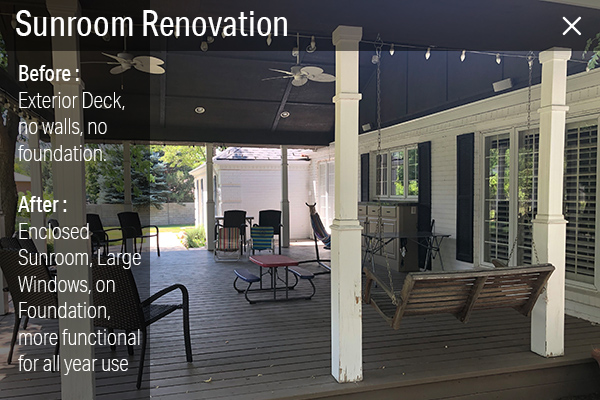 Sunroom Renovation
Before :
Exterior Deck,
no walls, no
foundation.
After :
Enclosed
Sunroom, Large
Windows, on
Foundation,
more functional
for all year use